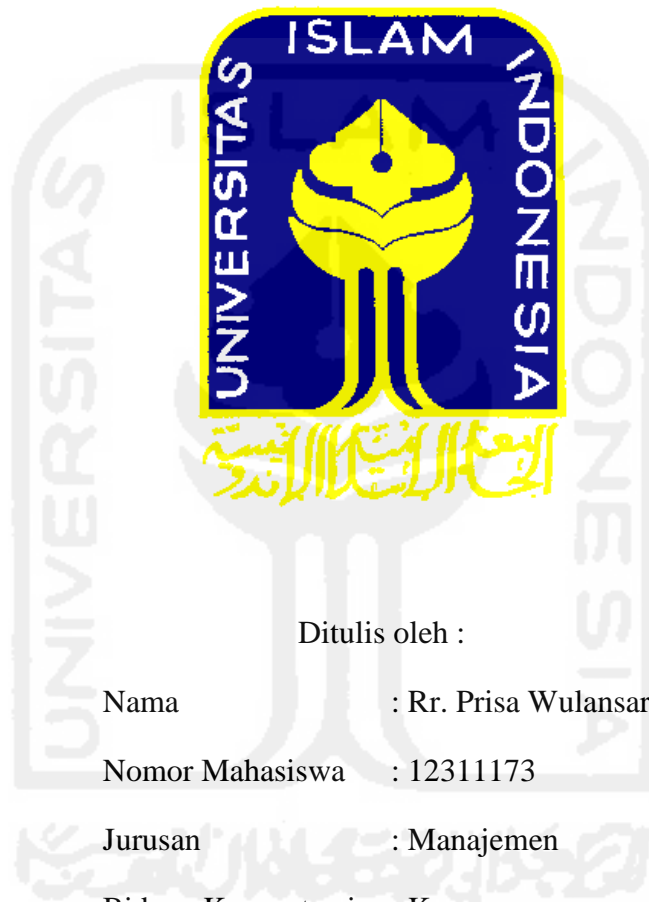 UNIVERSITAS ISLAM INDONESIA
Ditulis oleh :
Nama : Rr. Prisa Wulansar
Nomor Mahasiswa : 12311173
Jurusan : Manajemen